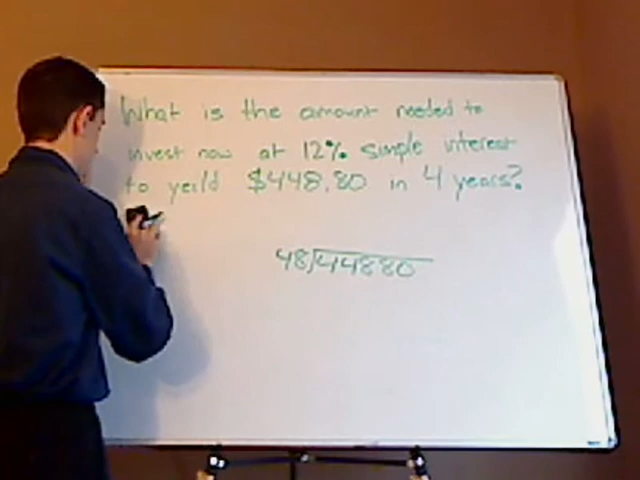 What is the amount needed to
invest now at 12% simple interest
to yeild $448.80 in 4 years?
48)44880